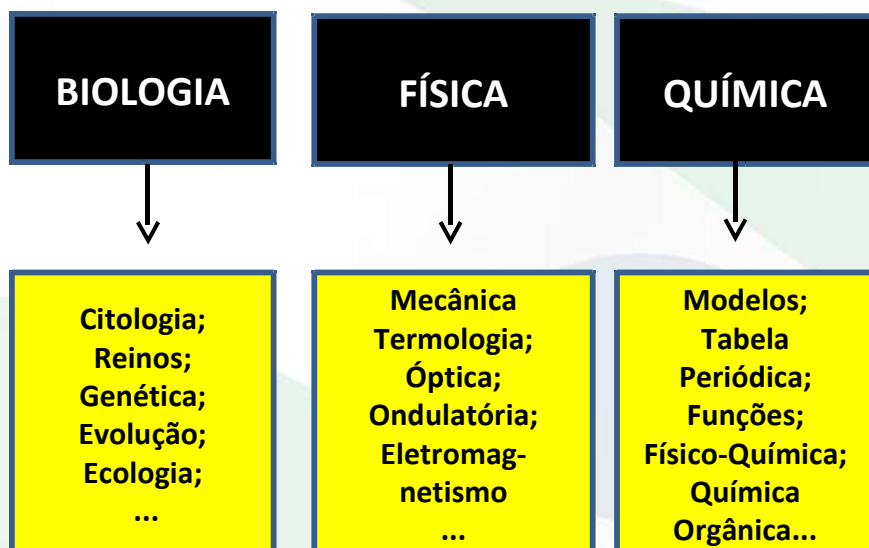 BIOLOGIA
FÍSICA
QUÍMICA
Citologia;
Reinos;
Genética;
Evolução;
Ecologia;
...
Mecânica
Termologia;
Óptica;
Ondulatória;
Eletromag-
netismo
...
Modelos;
Tabela
Periódica;
Funções;
Físico-Química;
Química
Orgânica...